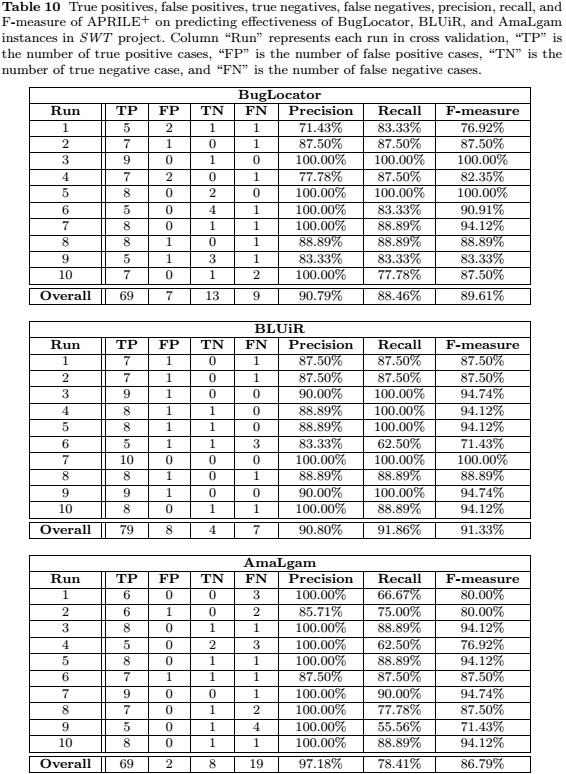 Table 10 True positives, false positives, true negatives, false negatives, precision, recall, and
F-measure of APRILE+ on predicting effectiveness of BugLocator, BLUiR, and AmaLgam
instances in SWT project. Column “Run” represents each run in cross validation, “TP” is
the number of true positive cases, “FP” is the number of false positive cases, “TN” is the
number of true negative case, and “FN” is the number of false negative cases.
BugLocator
Run TP FP TN FN Precision Recall F-measure
1 5 2 1 1 71.43% 83.33% 76.92%
2 7 1 0 1 87.50% 87.50% 87.50%
3 9 0 1 0 100.00% 100.00% 100.00%
4 7 2 0 1 77.78% 87.50% 82.35%
5 8 0 2 0 100.00% 100.00% 100.00%
6 5 0 4 1 100.00% 83.33% 90.91%
7 8 0 1 1 100.00% 88.89% 94.12%
8 8 1 0 1 88.89% 88.89% 88.89%
9 5 1 3 1 83.33% 83.33% 83.33%
10 7 0 1 2 100.00% 77.78% 87.50%
Overall 69 7 13 9 90.79% 88.46% 89.61%
BLUiR
Run TP FP TN FN Precision Recall F-measure
1 7 1 0 1 87.50% 87.50% 87.50%
2 7 1 0 1 87.50% 87.50% 87.50%
3 9 1 0 0 90.00% 100.00% 94.74%
4 8 1 1 0 88.89% 100.00% 94.12%
5 8 1 1 0 88.89% 100.00% 94.12%
6 5 1 1 3 83.33% 62.50% 71.43%
7 10 0 0 0 100.00% 100.00% 100.00%
8 8 1 0 1 88.89% 88.89% 88.89%
9 9 1 0 0 90.00% 100.00% 94.74%
10 8 0 1 1 100.00% 88.89% 94.12%
Overall 79 8 4 7 90.80% 91.86% 91.33%
AmaLgam
Run TP FP TN FN Precision Recall F-measure
1 6 0 0 3 100.00% 66.67% 80.00%
2 6 1 0 2 85.71% 75.00% 80.00%
3 8 0 1 1 100.00% 88.89% 94.12%
4 5 0 2 3 100.00% 62.50% 76.92%
5 8 0 1 1 100.00% 88.89% 94.12%
6 7 1 1 1 87.50% 87.50% 87.50%
7 9 0 0 1 100.00% 90.00% 94.74%
8 7 0 1 2 100.00% 77.78% 87.50%
9 5 0 1 4 100.00% 55.56% 71.43%
10 8 0 1 1 100.00% 88.89% 94.12%
Overall 69 2 8 19 97.18% 78.41% 86.79%